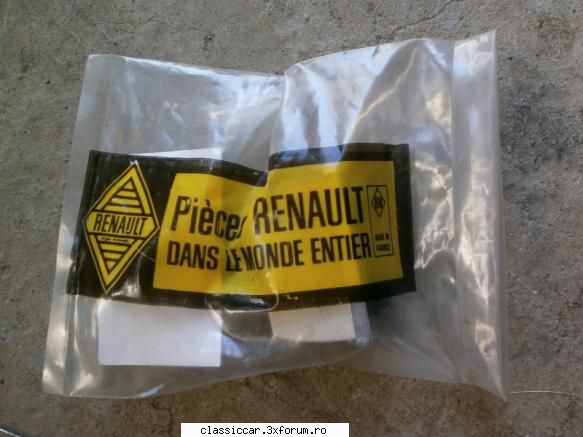 RENAULT
Pièces RENAULT
DANS LE MONDE ENTIER
MADE IN
FRANCE
classiccar.3xforum.ro